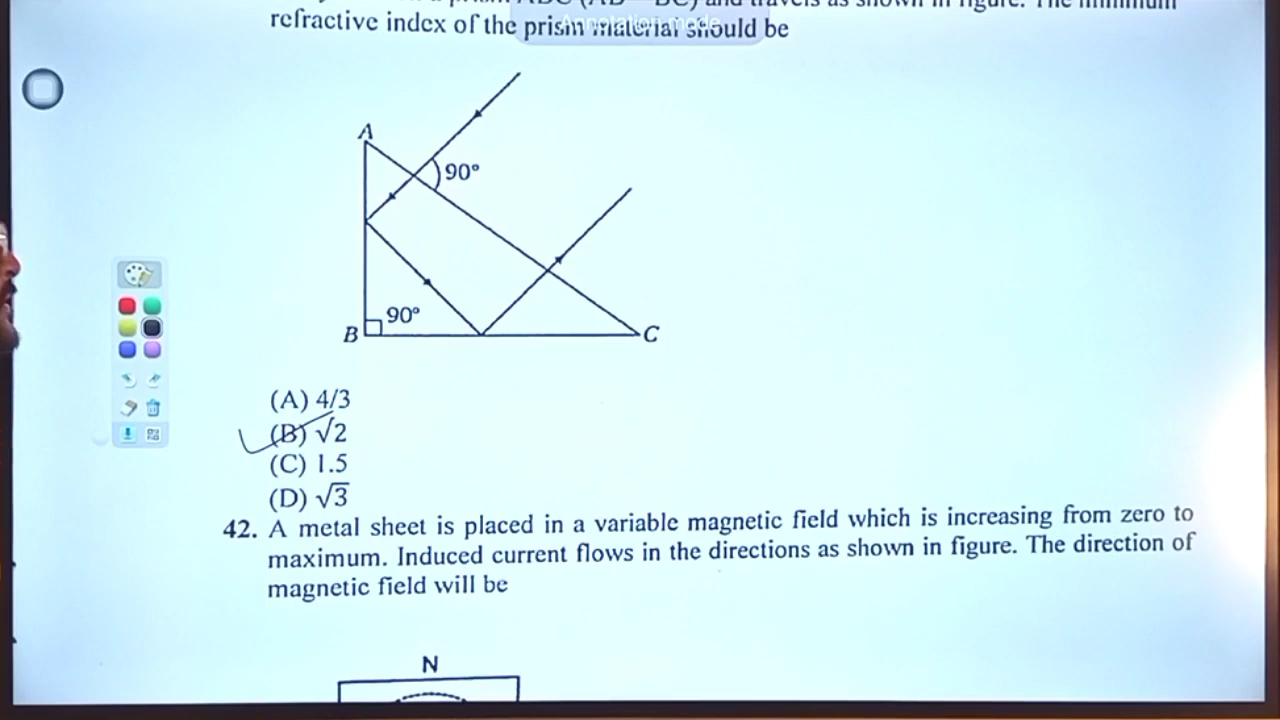 refractive index of the prism material should be
A
90°
90°
B
C
(A) 4/3
(B) √2
(C) 1.5
(D) √3
42. A metal sheet is placed in a variable magnetic field which is increasing from zero to
maximum. Induced current flows in the directions as shown in figure. The direction of
magnetic field will be
N